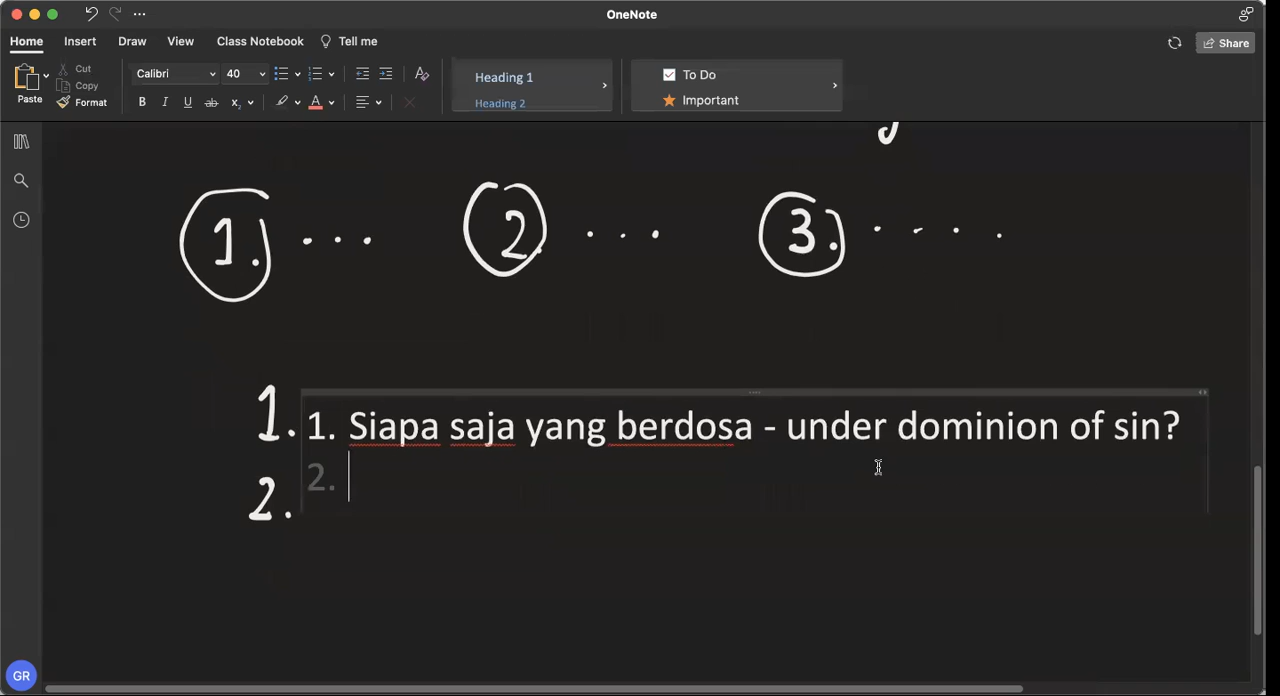 OneNote
Home Insert Draw View Class Notebook Tell me Share
Paste Cut Copy Format
Calibri 40
B I U ab x₂ A
Heading 1
Heading 2
To Do
Important
1. ... 2. ... 3. ....
1. 1. Siapa saja yang berdosa - under dominion of sin?
2. 2.
GR